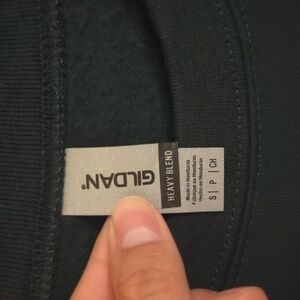 GILDAN®
HEAVY BLEND
Made in Honduras
Fabriqué au Honduras
Hecho en Honduras
S | P | CH